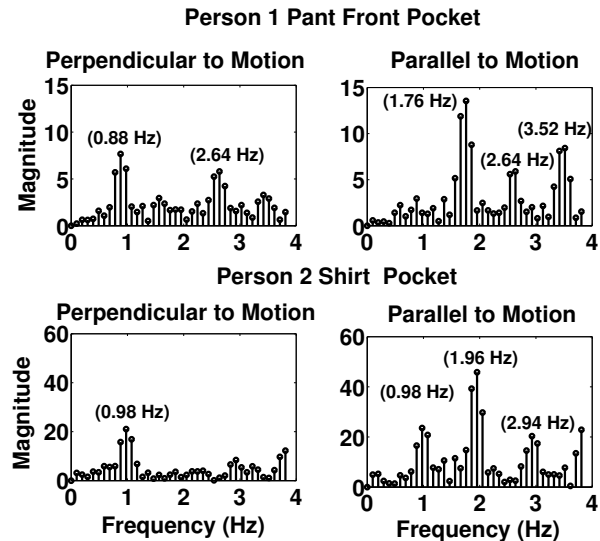 Person 1 Pant Front Pocket
Perpendicular to Motion
Parallel to Motion
Magnitude
15
10
5
0
0 1 2 3 4
(0.88 Hz)
(2.64 Hz)
15
10
5
0
0 1 2 3 4
(1.76 Hz)
(2.64 Hz)
(3.52 Hz)
Person 2 Shirt Pocket
Perpendicular to Motion
Parallel to Motion
Magnitude
60
40
20
0
0 1 2 3 4
(0.98 Hz)
Frequency (Hz)
60
40
20
0
0 1 2 3 4
(0.98 Hz)
(1.96 Hz)
(2.94 Hz)
Frequency (Hz)